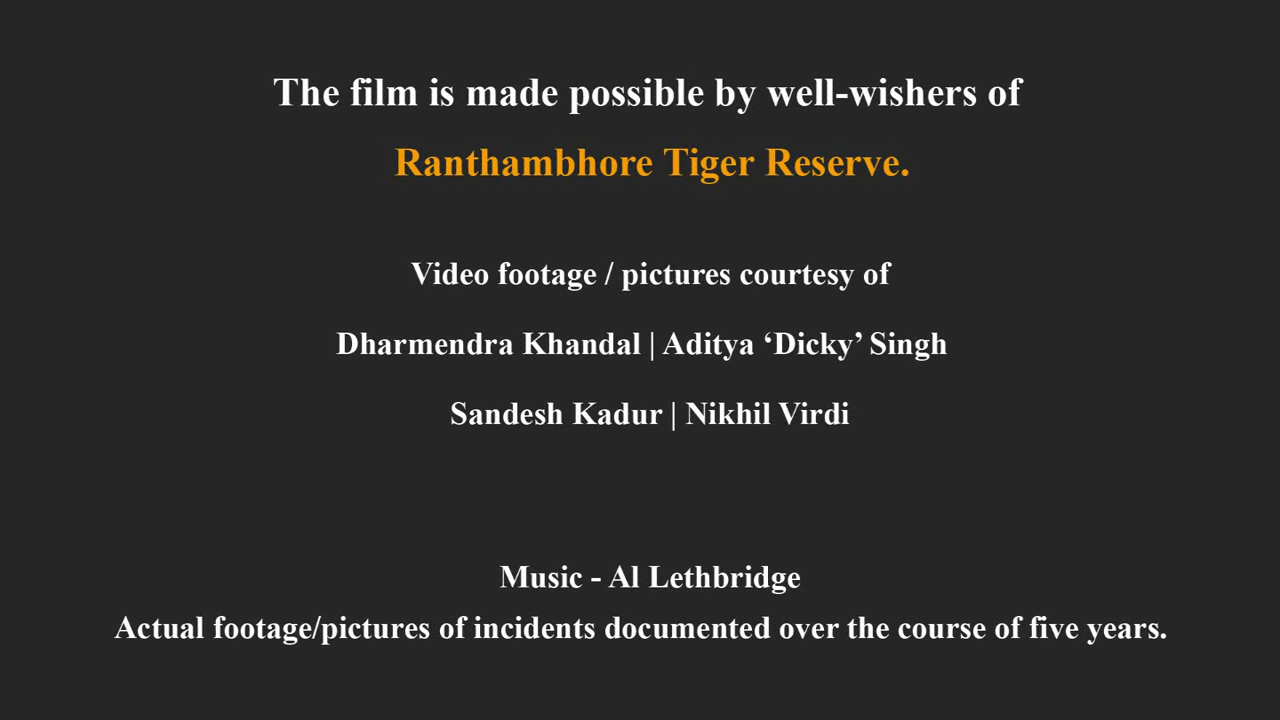 The film is made possible by well-wishers of
Ranthambhore Tiger Reserve.
Video footage / pictures courtesy of
Dharmendra Khandal | Aditya ‘Dicky’ Singh
Sandesh Kadur | Nikhil Virdi
Music - Al Lethbridge
Actual footage/pictures of incidents documented over the course of five years.